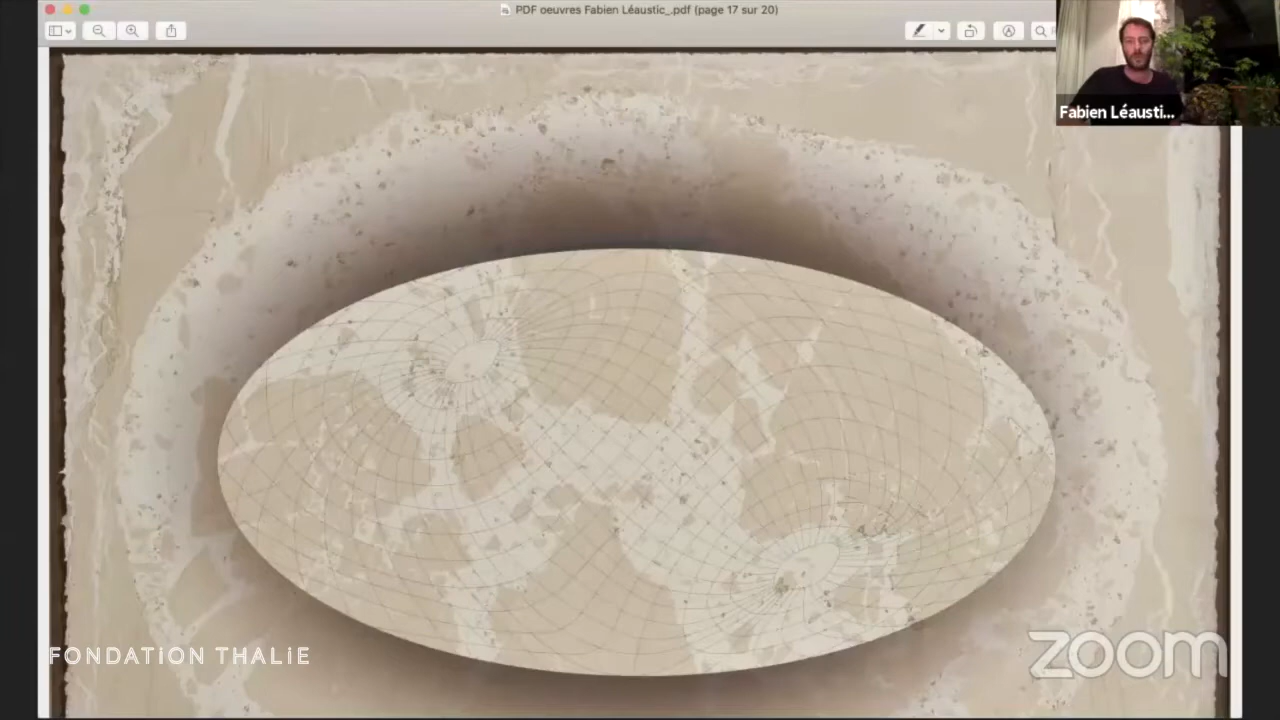 PDF oeuvres Fabien Léaustic_.pdf (page 17 sur 20)
Fabien Léausti...
FONDATION THALiE
zoom